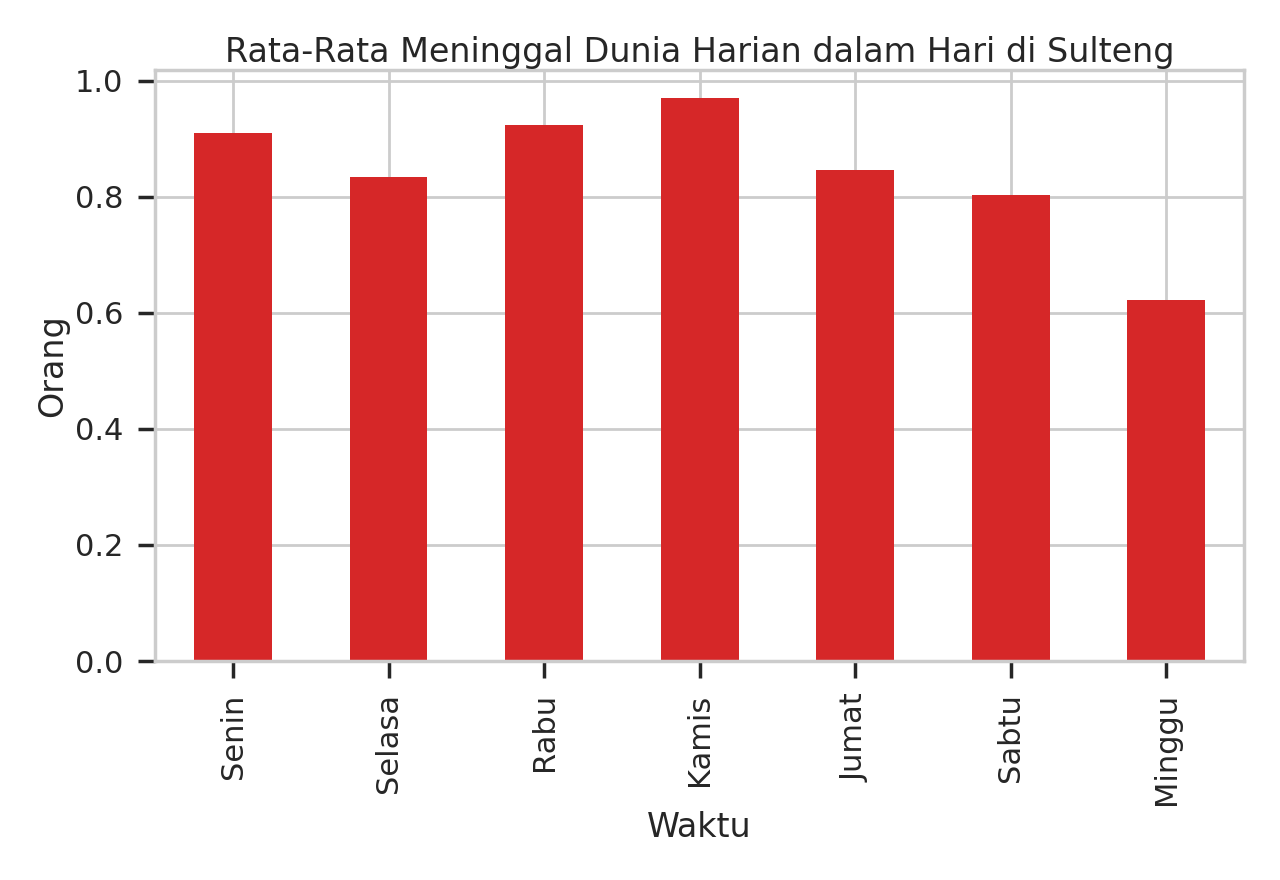 Rata-Rata Meninggal Dunia Harian dalam Hari di Sulteng
1.0
0.8
0.6
0.4
0.2
0.0
Orang
Senin
Selasa
Rabu
Kamis
Jumat
Sabtu
Minggu
Waktu